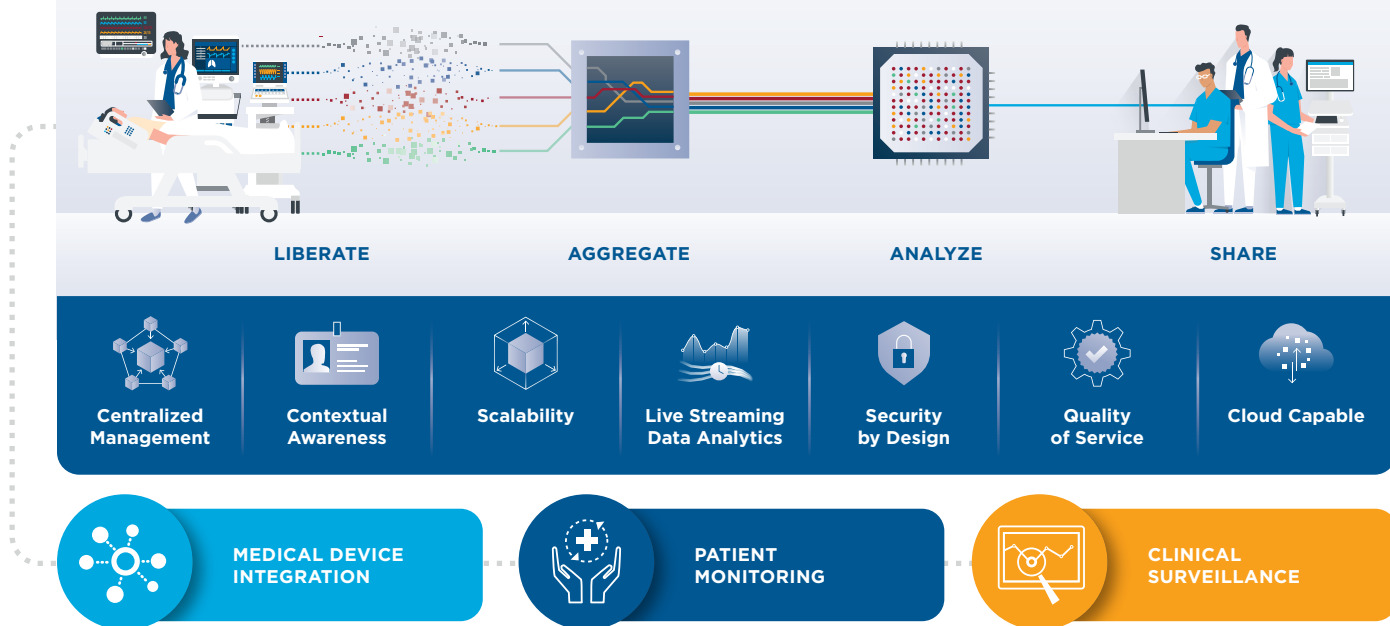 LIBERATE
AGGREGATE
ANALYZE
SHARE
Centralized
Management
Contextual
Awareness
Scalability
Live Streaming
Data Analytics
Security
by Design
Quality
of Service
Cloud Capable
MEDICAL DEVICE
INTEGRATION
PATIENT
MONITORING
CLINICAL
SURVEILLANCE